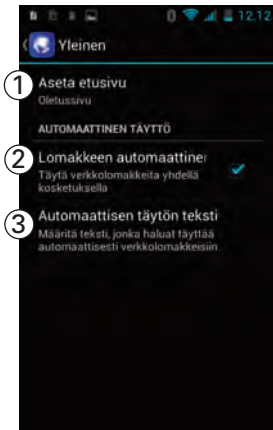 12.12
Yleinen
1 Aseta etusivu
Oletussivu
AUTOMAATTINEN TÄYTTÖ
2 Lomakkeen automaattiner
Täytä verkkolomakkeita yhdellä
kosketuksella
3 Automaattisen täytön teksti
Määritä teksti, jonka haluat täyttää
automaattisesti verkkolomakkeisiin.